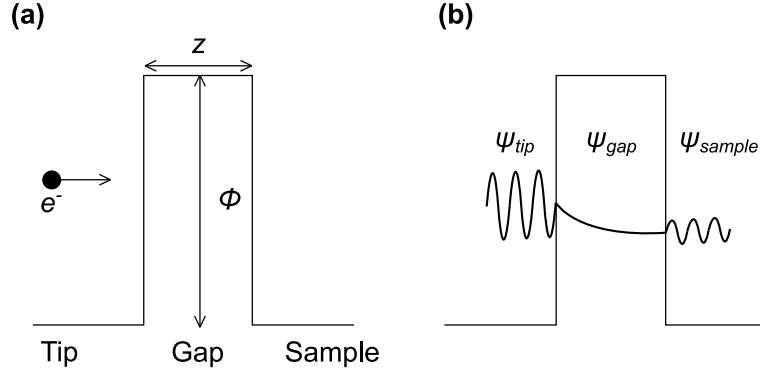 (a)
z
e-
Φ
Tip
Gap
Sample
(b)
ψtip
ψgap
ψsample